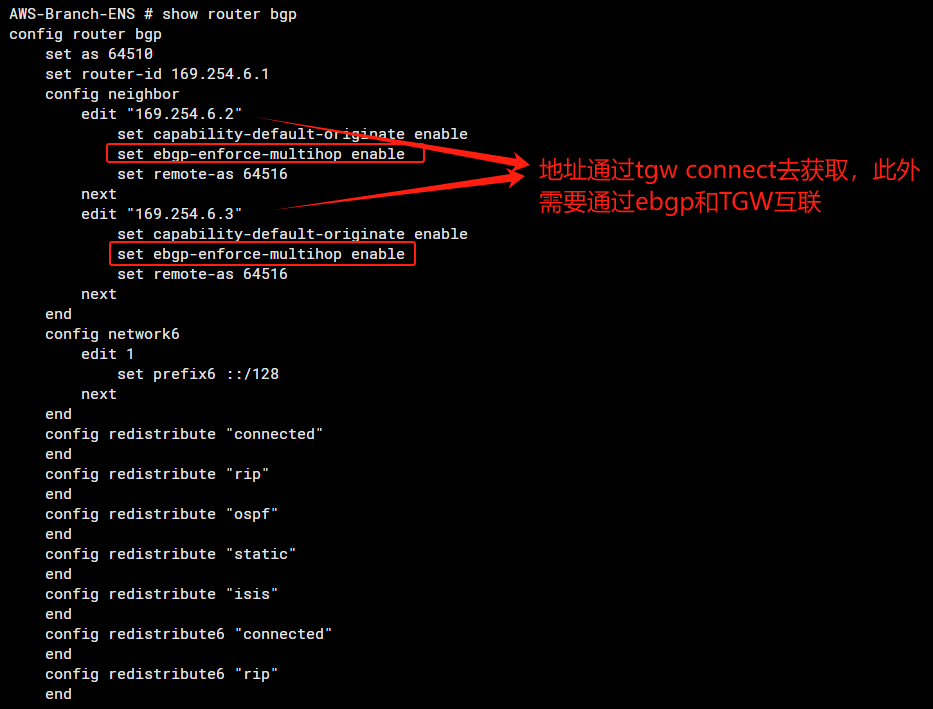 AWS-Branch-ENS # show router bgp
config router bgp
set as 64510
set router-id 169.254.6.1
config neighbor
edit "169.254.6.2"
set capability-default-originate enable
set ebgp-enforce-multihop enable
set remote-as 64516
next
edit "169.254.6.3"
set capability-default-originate enable
set ebgp-enforce-multihop enable
set remote-as 64516
next
end
config network6
edit 1
set prefix6 ::/128
next
end
config redistribute "connected"
end
config redistribute "rip"
end
config redistribute "ospf"
end
config redistribute "static"
end
config redistribute "isis"
end
config redistribute6 "connected"
end
config redistribute6 "rip"
end
地址通过tgw connect去获取，此外
需要通过ebgp和TGW互联